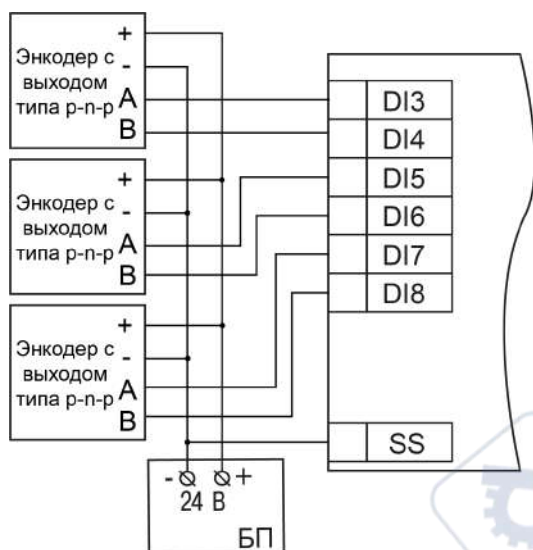 Энкодер с
выходом
типа p-n-p
+
-
A
B
Энкодер с
выходом
типа p-n-p
+
-
A
B
Энкодер с
выходом
типа p-n-p
+
-
A
B
DI3
DI4
DI5
DI6
DI7
DI8
SS
- +
24 В
БП